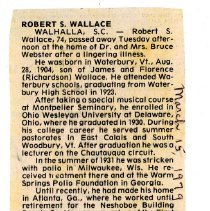 ROBERT S. WALLACE
WALHALLA, S.C. — Robert S.
Wallace, 74, passed away Tuesday after-
noon at the home of Dr. and Mrs. Bruce
Webster after a lingering illness.
He was born in Waterbury, Vt., Aug.
28, 1904, son of James and Florence
(Richardson) Wallace. He attended Wa-
terbury schools, graduating from Water-
bury High School in 1923.
After taking a special musical course
at Montpelier Seminary, he enrolled in
Ohio Wesleyan University at Delaware,
Ohio, where he graduated in 1930. During
his college career he served summer
pastorates in East Calais and South
Woodbury, Vt. After graduation he was a
lecturer on the Chautauqua circuit.
In the summer of 1931 he was stricken
with polio in Milwaukee, Wis. He re-
ceived treatment there and at the Warm
Springs Polio Foundation in Georgia.
Until recently, he had made his home
in Atlanta, Ga., where he worked until
retirement for the Neshobe Building